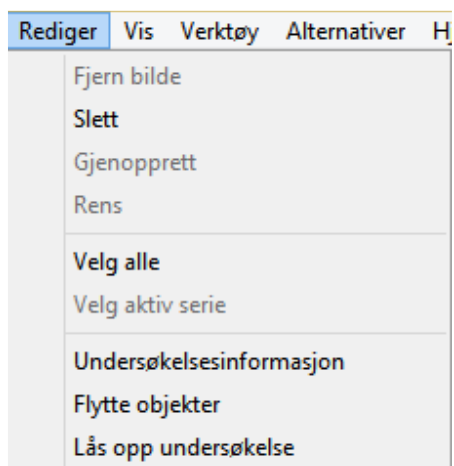 Rediger Vis Verktøy Alternativer
Fjern bilde
Slett
Gjenopprett
Rens
Velg alle
Velg aktiv serie
Undersøkelsesinformasjon
Flytte objekter
Lås opp undersøkelse